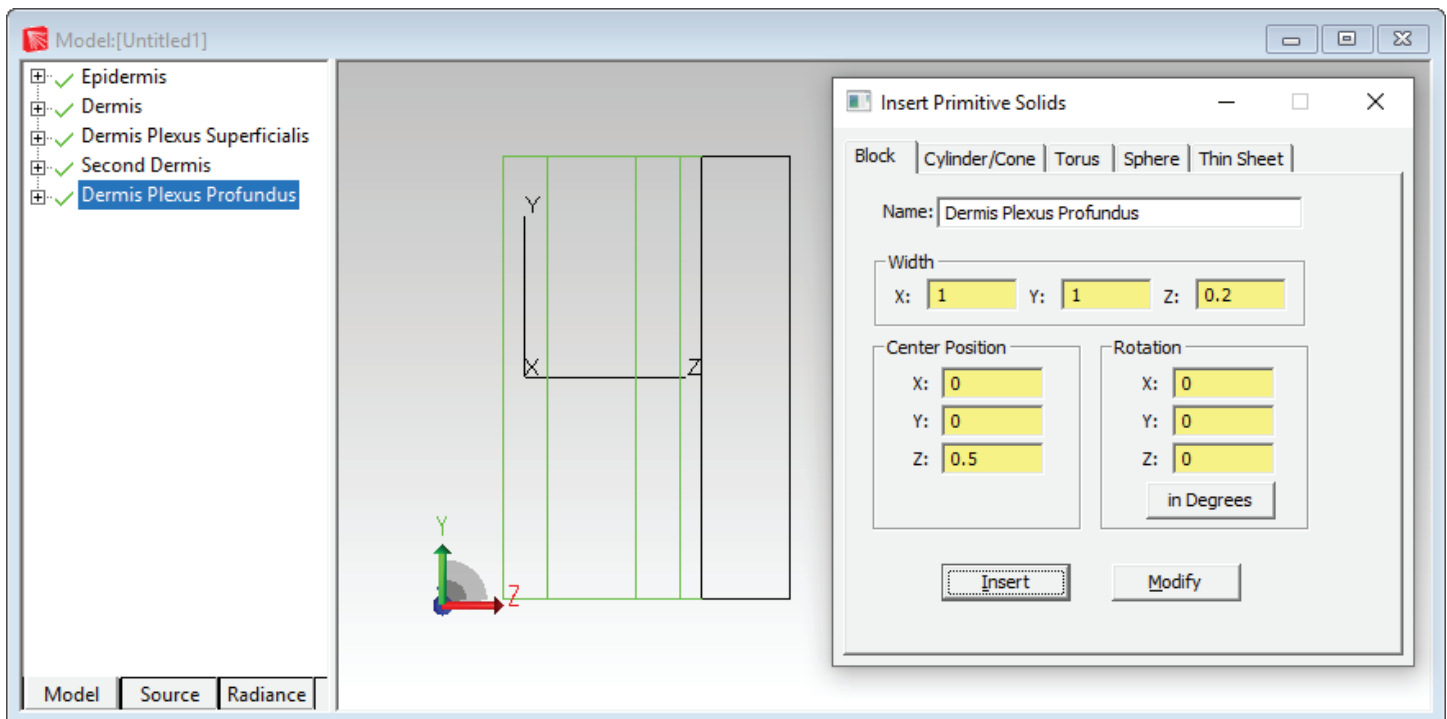 Model:[Untitled1]
Epidermis
Dermis
Dermis Plexus Superficialis
Second Dermis
Dermis Plexus Profundus
Model Source Radiance
Y
X Z
Y
Z
Insert Primitive Solids
Block Cylinder/Cone Torus Sphere Thin Sheet
Name: Dermis Plexus Profundus
Width
X: 1 Y: 1 Z: 0.2
Center Position Rotation
X: 0 X: 0
Y: 0 Y: 0
Z: 0.5 Z: 0
in Degrees
Insert Modify